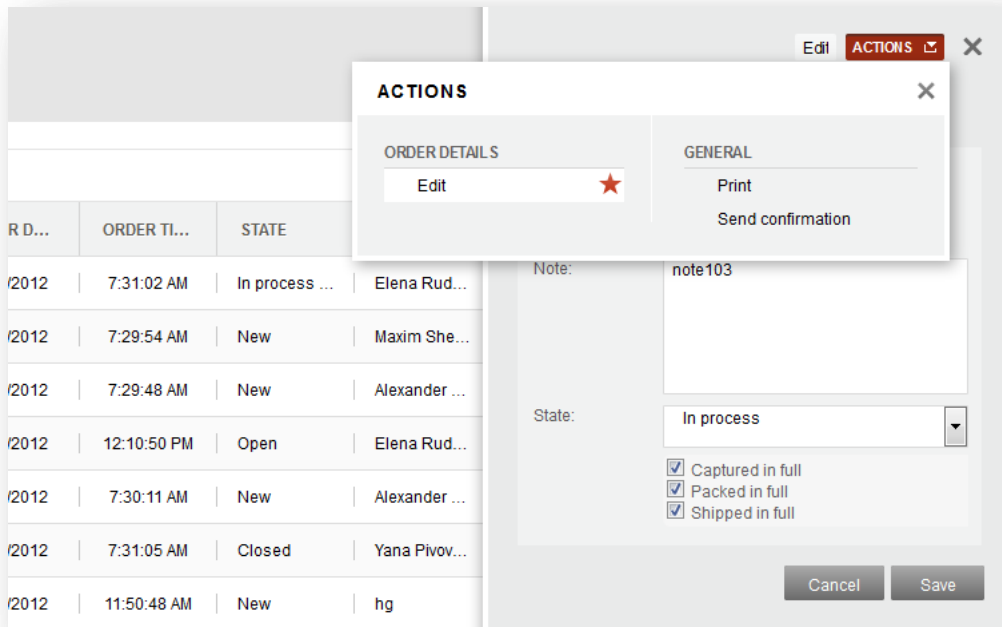 Edit ACTIONS
ACTIONS
ORDER DETAILS
Edit
GENERAL
Print
Send confirmation
R D... ORDER TI... STATE
/2012 7:31:02 AM In process ... Elena Rud...
/2012 7:29:54 AM New Maxim She...
/2012 7:29:48 AM New Alexander ...
/2012 12:10:50 PM Open Elena Rud...
/2012 7:30:11 AM New Alexander ...
/2012 7:31:05 AM Closed Yana Pivov...
/2012 11:50:48 AM New hg
Note: note103
State: In process
Captured in full
Packed in full
Shipped in full
Cancel Save